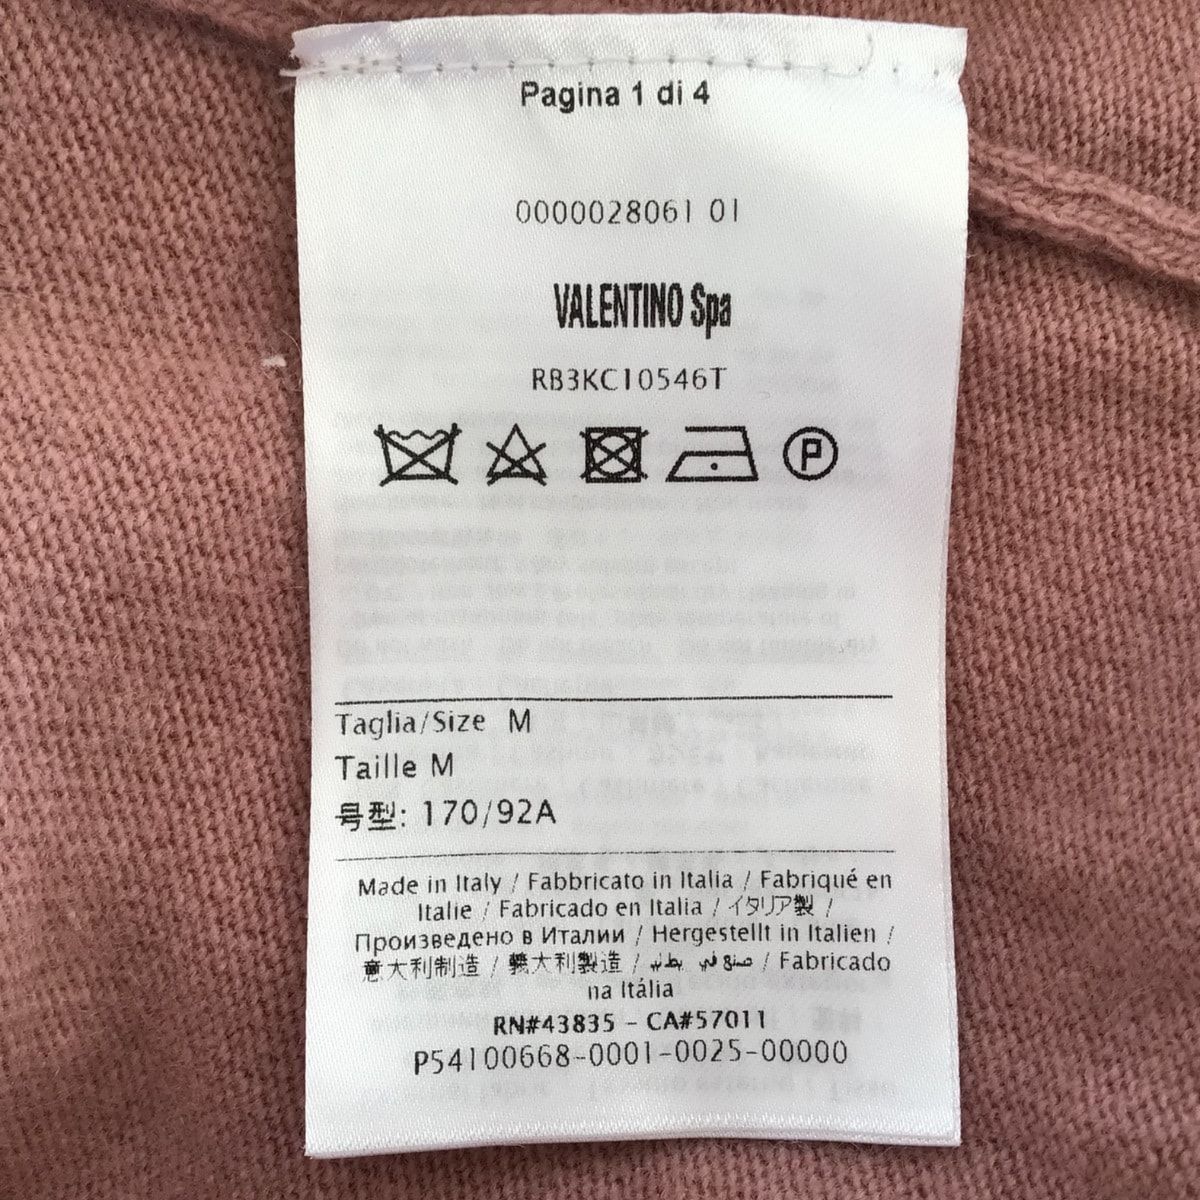 Pagina 1 di 4
0000028061 01
VALENTINO Spa
RB3KC10546T
P
Taglia/Size M
Taille M
号型: 170/92A
Made in Italy / Fabbricato in Italia / Fabriqué en
Italie / Fabricado en Italia / イタリア製 /
Произведено в Италии / Hergestellt in Italien /
意大利制造 / 義大利製造 / صنع في / Fabricado
na Itália
RN#43835 - CA#57011
P54100668-0001-0025-00000